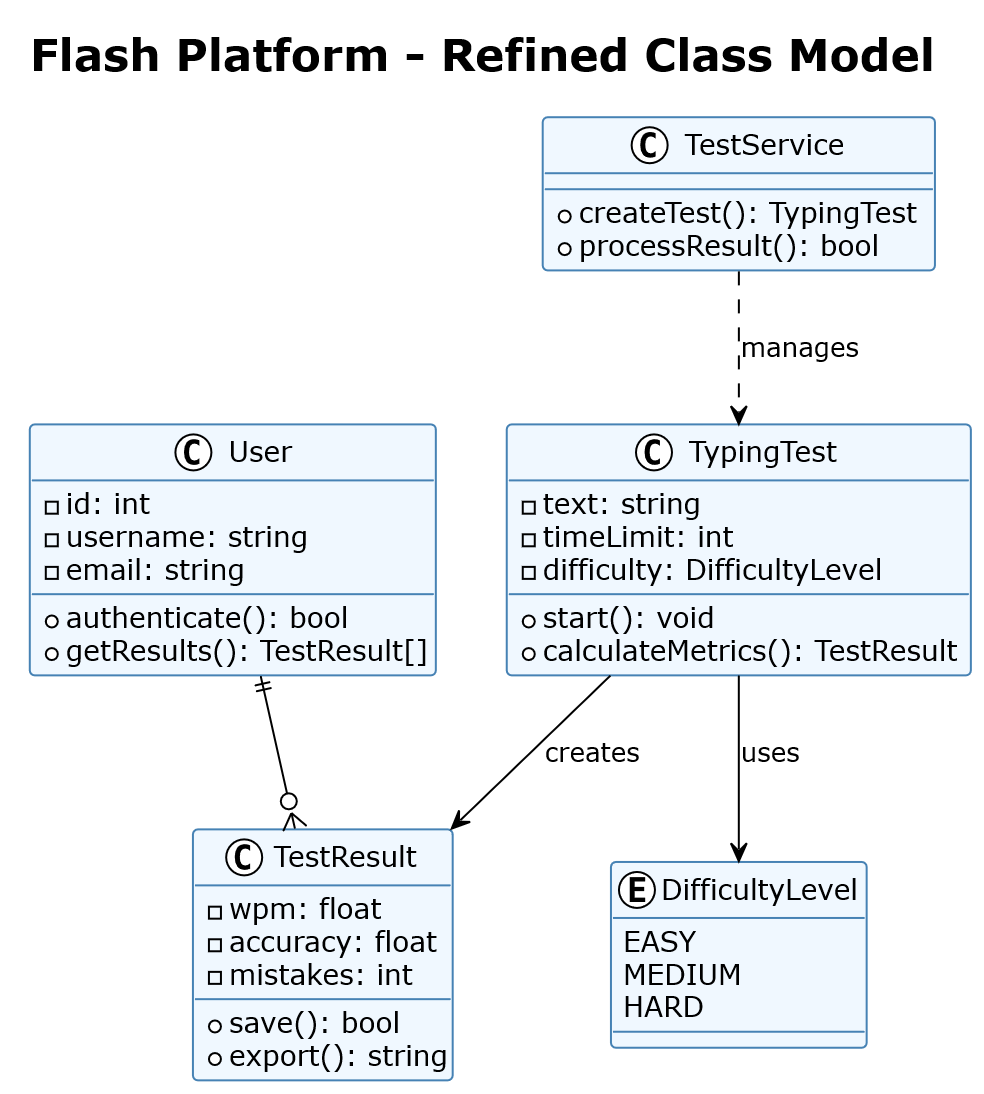 Flash Platform - Refined Class Model
C TestService
createTest(): TypingTest
processResult(): bool
manages
C User
id: int
username: string
email: string
authenticate(): bool
getResults(): TestResult[]
C TypingTest
text: string
timeLimit: int
difficulty: DifficultyLevel
start(): void
calculateMetrics(): TestResult
creates
uses
C TestResult
wpm: float
accuracy: float
mistakes: int
save(): bool
export(): string
E DifficultyLevel
EASY
MEDIUM
HARD